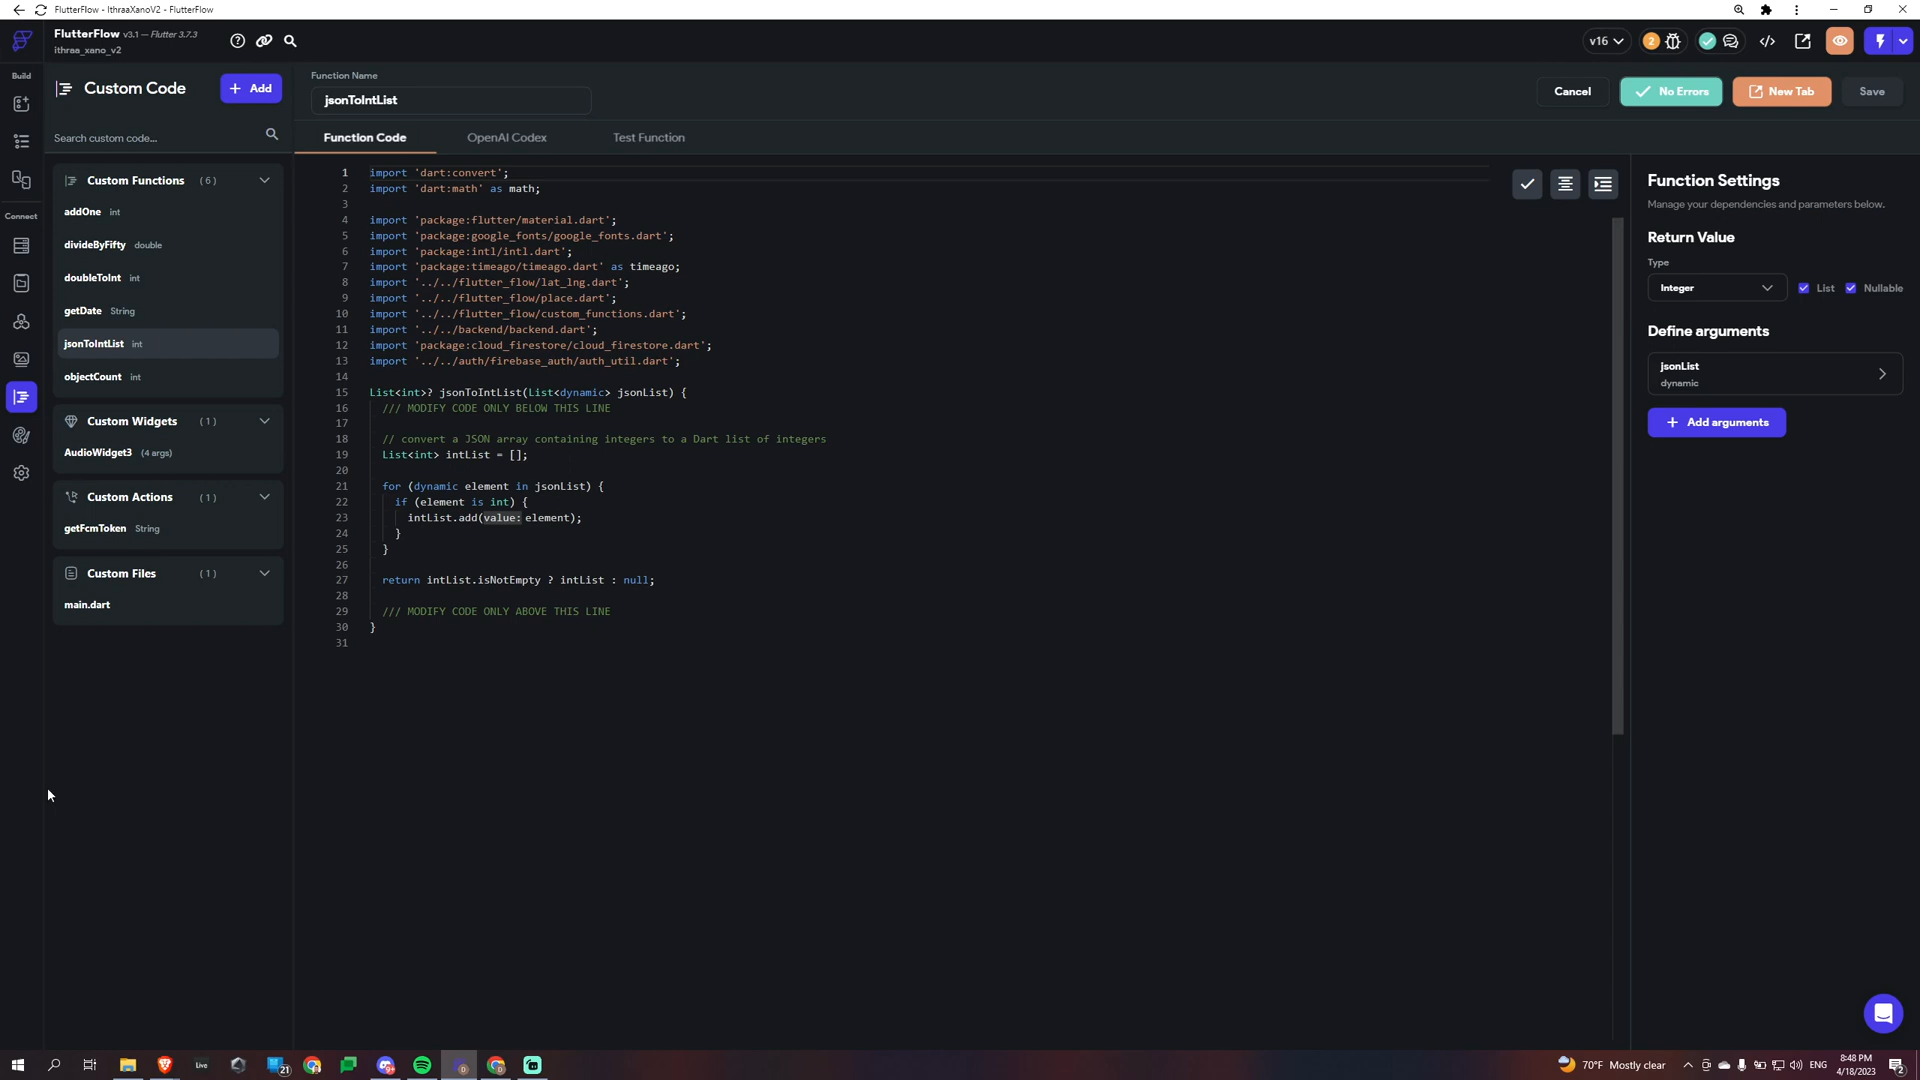 FlutterFlow - IthraaXanoV2 - FlutterFlow
FlutterFlow v3.1 — Flutter 3.7.3
ithraa_xano_v2
v16
2
Build
Custom Code
+ Add
Search custom code...
Custom Functions (6)
addOne int
divideByFifty double
doubleToInt int
getDate String
jsonToIntList int
objectCount int
Custom Widgets (1)
AudioWidget3 (4 args)
Custom Actions (1)
getFcmToken String
Custom Files (1)
main.dart
Connect
Function Name
jsonToIntList
Cancel
No Errors
New Tab
Save
Function Code
OpenAI Codex
Test Function
1 import 'dart:convert';
2 import 'dart:math' as math;
3
4 import 'package:flutter/material.dart';
5 import 'package:google_fonts/google_fonts.dart';
6 import 'package:intl/intl.dart';
7 import 'package:timeago/timeago.dart' as timeago;
8 import '../../flutter_flow/lat_lng.dart';
9 import '../../flutter_flow/place.dart';
10 import '../../flutter_flow/custom_functions.dart';
11 import '../../backend/backend.dart';
12 import 'package:cloud_firestore/cloud_firestore.dart';
13 import '../../auth/firebase_auth/auth_util.dart';
14
15 List<int>? jsonToIntList(List<dynamic> jsonList) {
16 /// MODIFY CODE ONLY BELOW THIS LINE
17
18 // convert a JSON array containing integers to a Dart list of integers
19 List<int> intList = [];
20
21 for (dynamic element in jsonList) {
22 if (element is int) {
23 intList.add(value: element);
24 }
25 }
26
27 return intList.isNotEmpty ? intList : null;
28
29 /// MODIFY CODE ONLY ABOVE THIS LINE
30 }
31
Function Settings
Manage your dependencies and parameters below.
Return Value
Type
Integer
List
Nullable
Define arguments
jsonList
dynamic
+ Add arguments
Live
21
9+
D
D
70°F Mostly clear
ENG
8:48 PM
4/18/2023
2